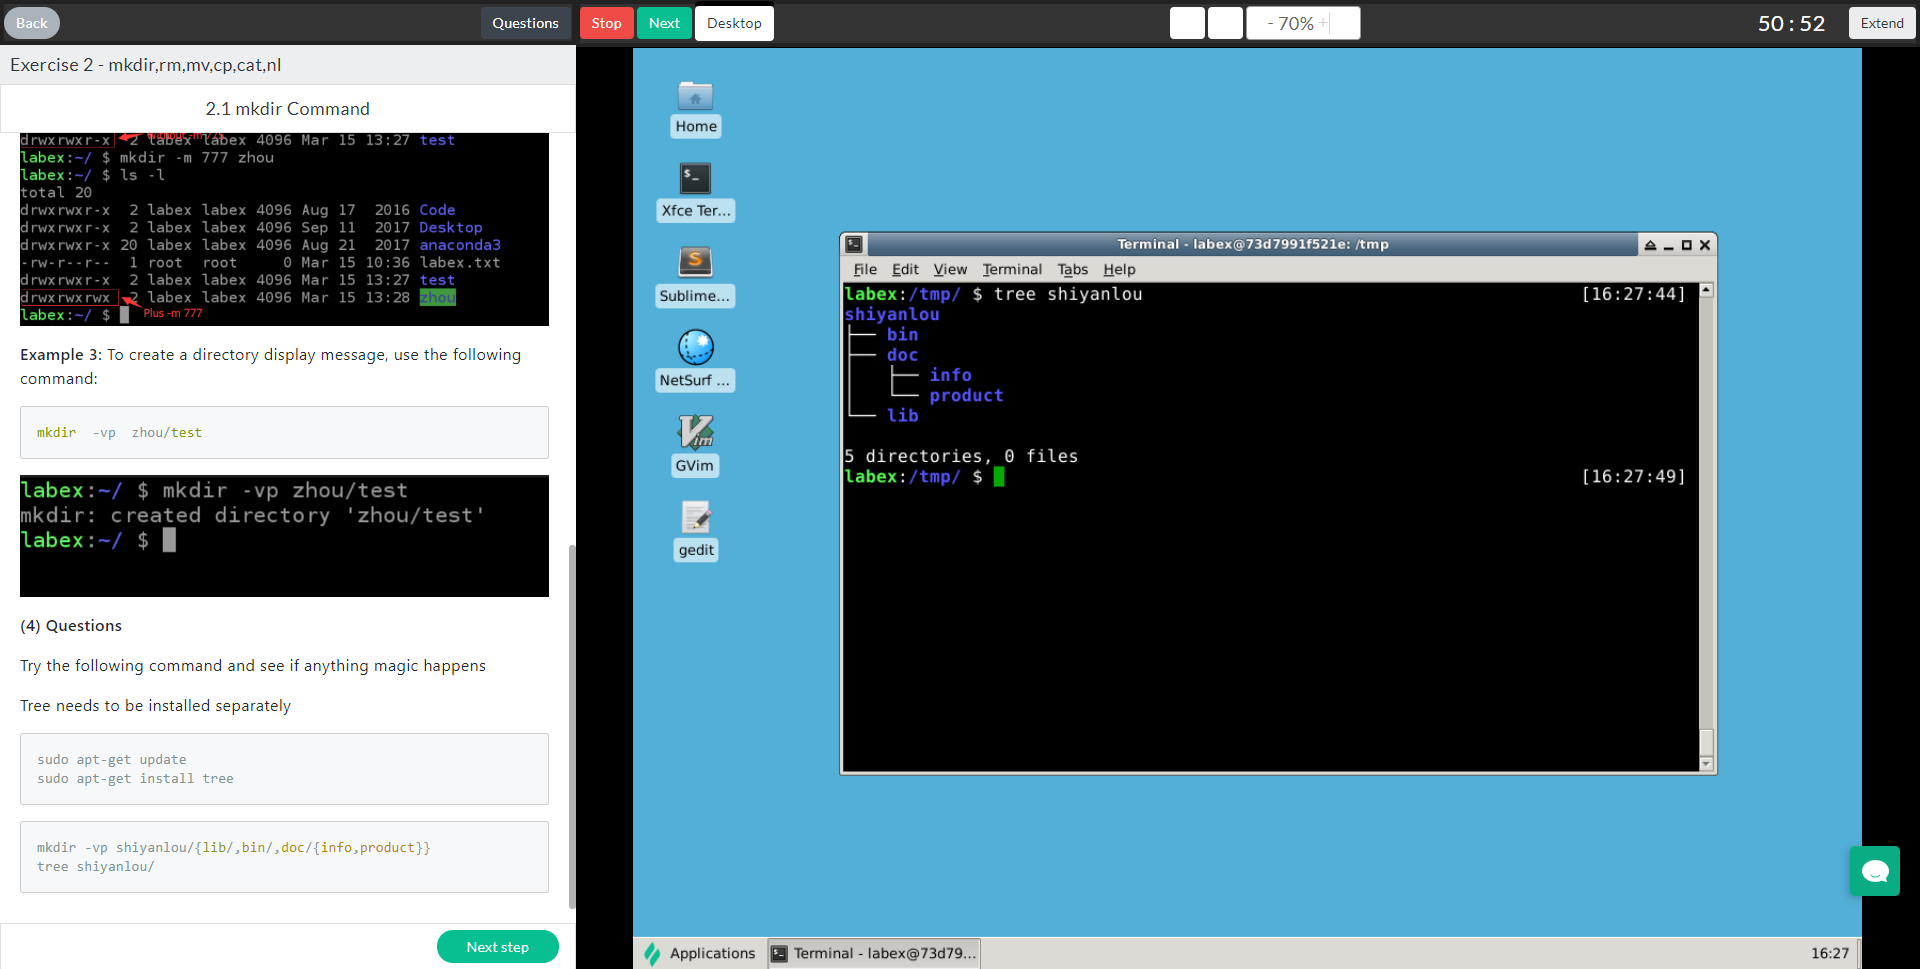 Back
Questions
Stop
Next
Desktop
- 70% +
50 : 52
Extend
Exercise 2 - mkdir,rm,mv,cp,cat,nl
2.1 mkdir Command
drwxrwxr-x 2 labex labex 4096 Mar 15 13:27 test
labex:~/ $ mkdir -m 777 zhou
labex:~/ $ ls -l
total 20
drwxrwxr-x 2 labex labex 4096 Aug 17 2016 Code
drwxrwxr-x 2 labex labex 4096 Sep 11 2017 Desktop
drwxrwxr-x 20 labex labex 4096 Aug 21 2017 anaconda3
-rw-r--r-- 1 root root 0 Mar 15 10:36 labex.txt
drwxrwxr-x 2 labex labex 4096 Mar 15 13:27 test
drwxrwxrwx 2 labex labex 4096 Mar 15 13:28 zhou
labex:~/ $
Plus -m 777
Example 3: To create a directory display message, use the following
command:
mkdir -vp zhou/test
labex:~/ $ mkdir -vp zhou/test
mkdir: created directory 'zhou/test'
labex:~/ $
(4) Questions
Try the following command and see if anything magic happens
Tree needs to be installed separately
sudo apt-get update
sudo apt-get install tree
mkdir -vp shiyanlou/{lib/,bin/,doc/{info,product}}
tree shiyanlou/
Next step
Home
Xfce Ter...
Sublime...
NetSurf ...
GVim
gedit
Terminal - labex@73d7991f521e: /tmp
File Edit View Terminal Tabs Help
labex:/tmp/ $ tree shiyanlou [16:27:44]
shiyanlou
├── bin
├── doc
│   ├── info
│   └── product
└── lib
5 directories, 0 files
labex:/tmp/ $ [16:27:49]
Applications
Terminal - labex@73d79...
16:27